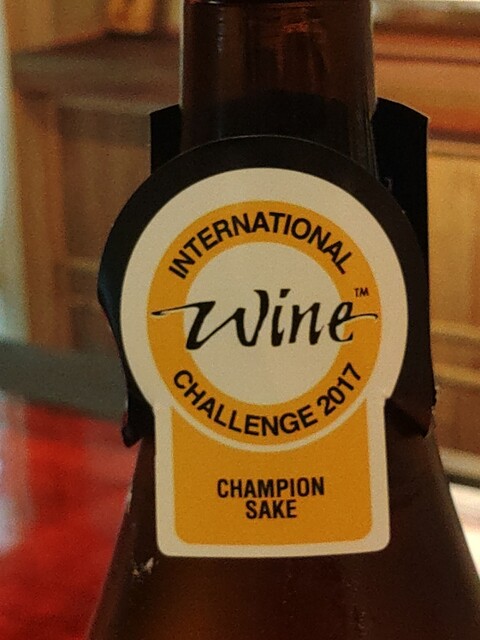 INTERNATIONAL
Wine™
CHALLENGE 2017
CHAMPION
SAKE